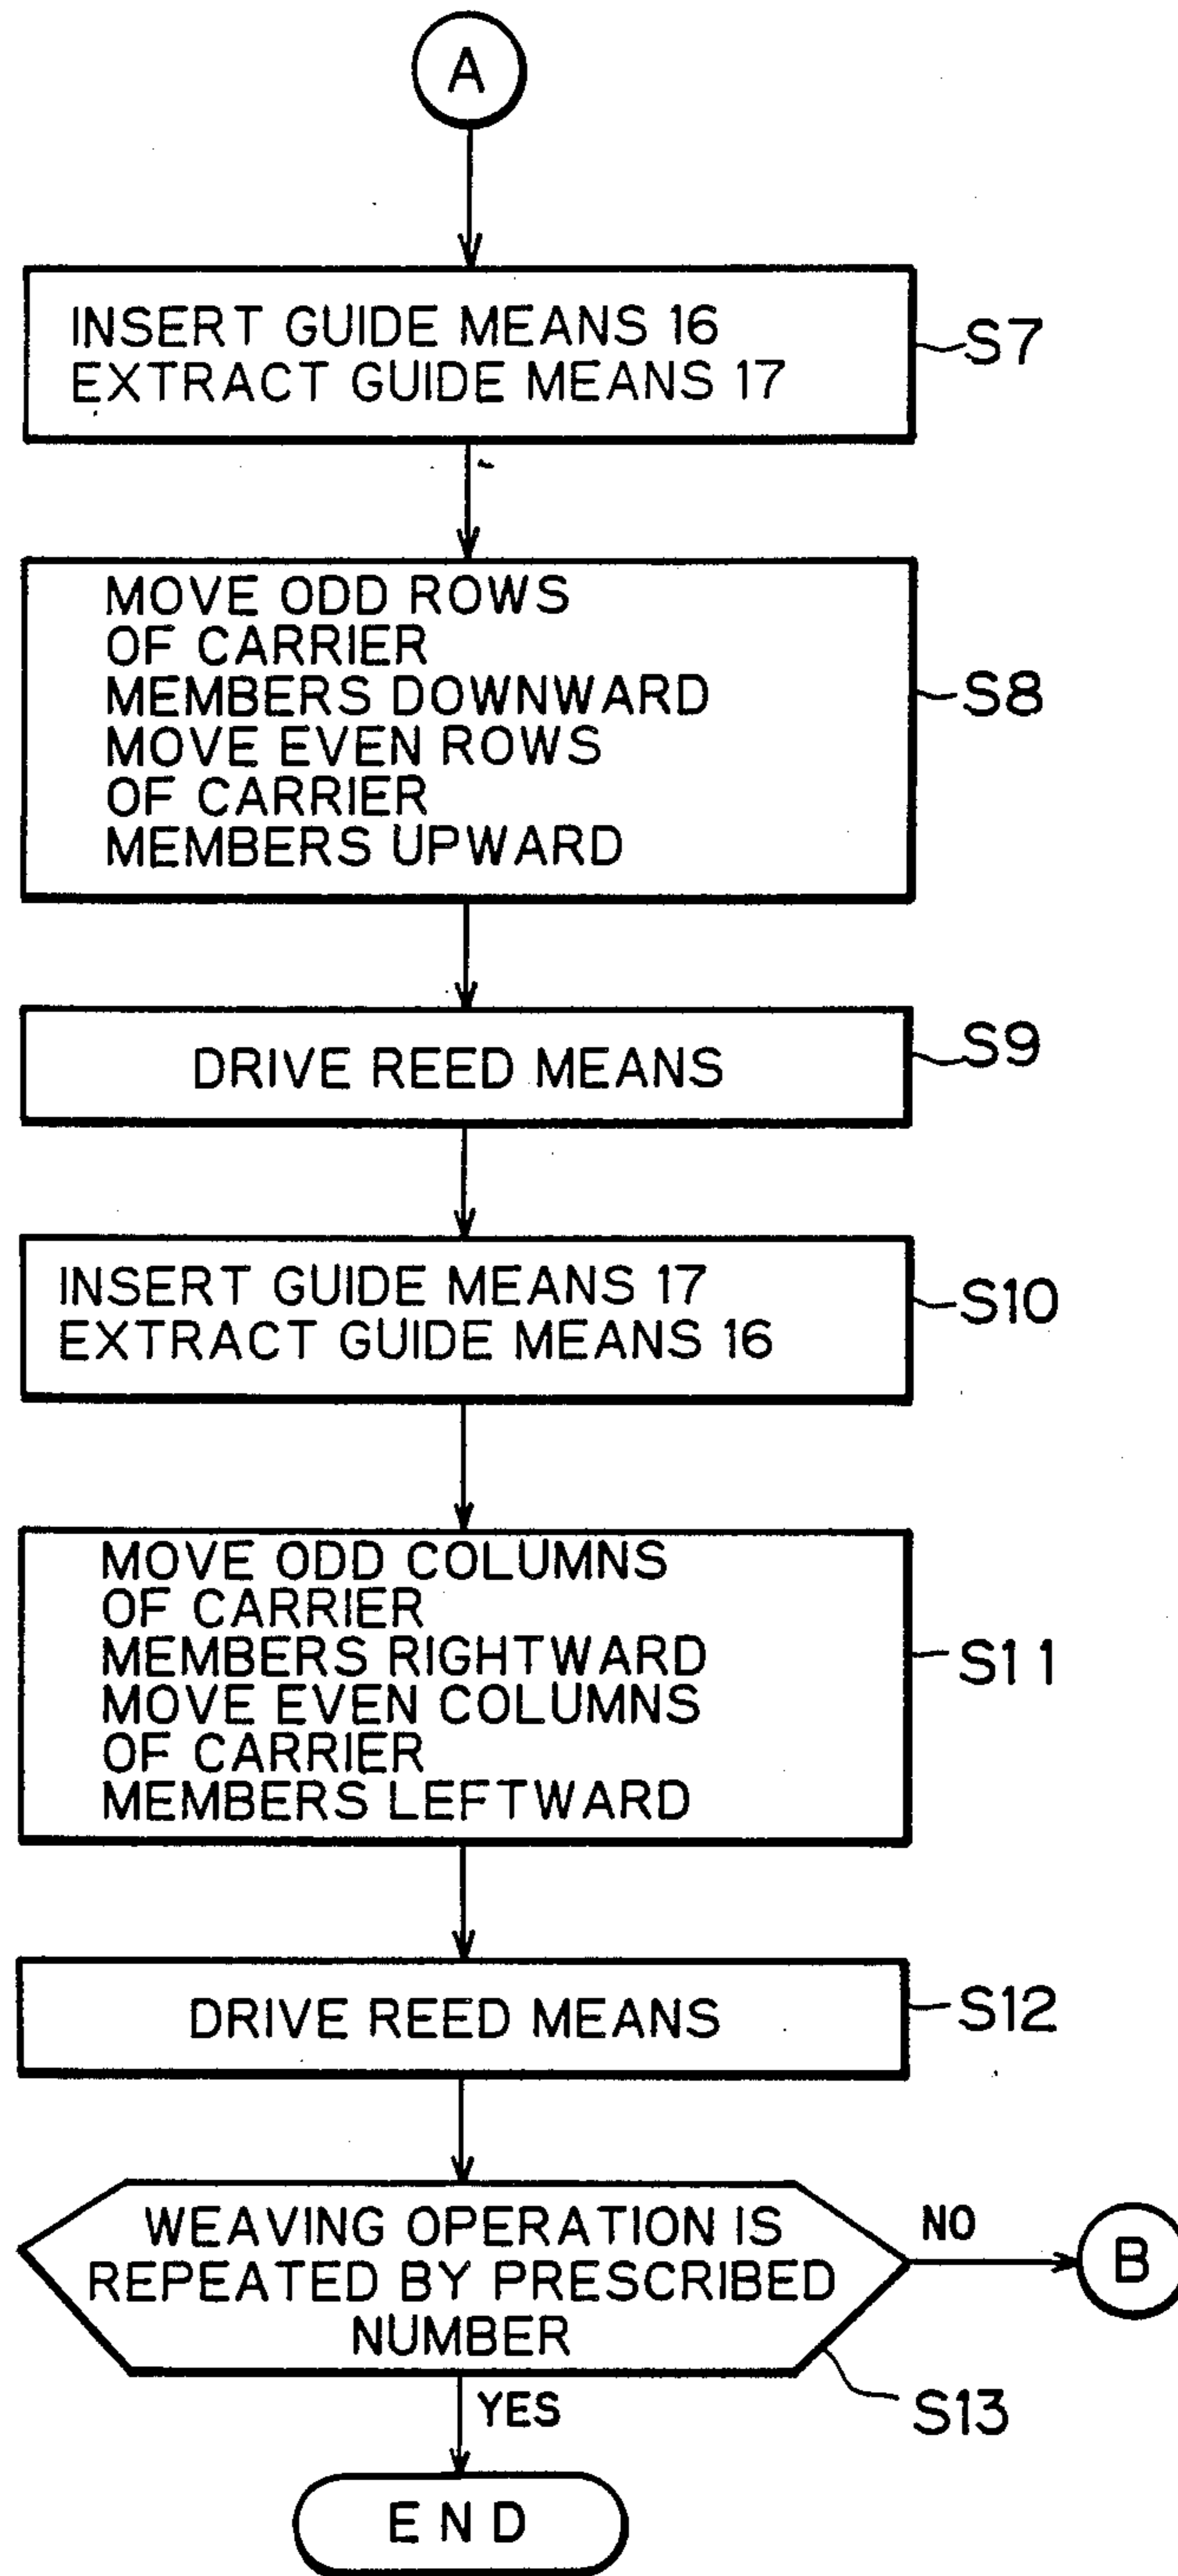 A
INSERT GUIDE MEANS 16
EXTRACT GUIDE MEANS 17
S7
MOVE ODD ROWS
OF CARRIER
MEMBERS DOWNWARD
MOVE EVEN ROWS
OF CARRIER
MEMBERS UPWARD
S8
DRIVE REED MEANS
S9
INSERT GUIDE MEANS 17
EXTRACT GUIDE MEANS 16
S10
MOVE ODD COLUMNS
OF CARRIER
MEMBERS RIGHTWARD
MOVE EVEN COLUMNS
OF CARRIER
MEMBERS LEFTWARD
S11
DRIVE REED MEANS
S12
WEAVING OPERATION IS
REPEATED BY PRESCRIBED
NUMBER
NO
B
S13
YES
END